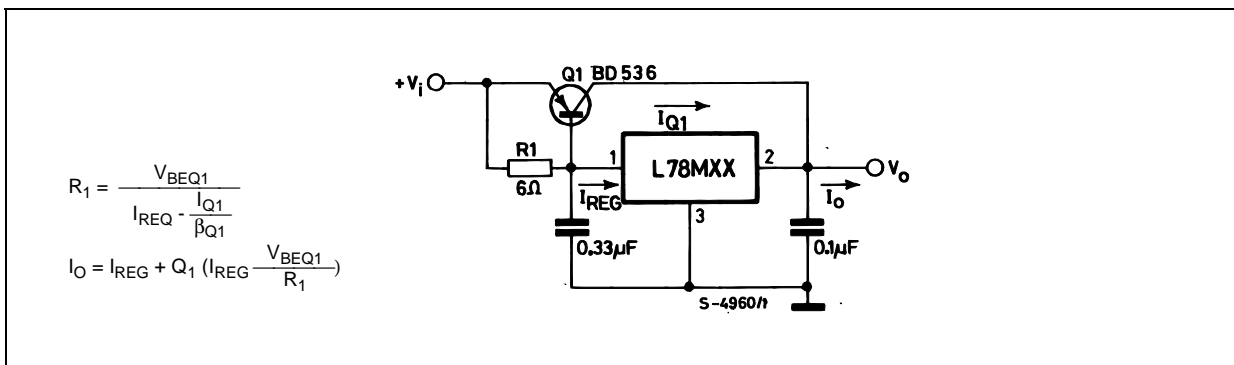 R1 = VBEQ1 / (IREQ - IQ1 / βQ1)
IO = IREG + Q1 (IREG VBEQ1 / R1)
+Vi
Q1 BD536
IQ1
R1
6Ω
1
L78MXX
2
Vo
IREG
3
Io
0.33µF
0.1µF
S-4960/1